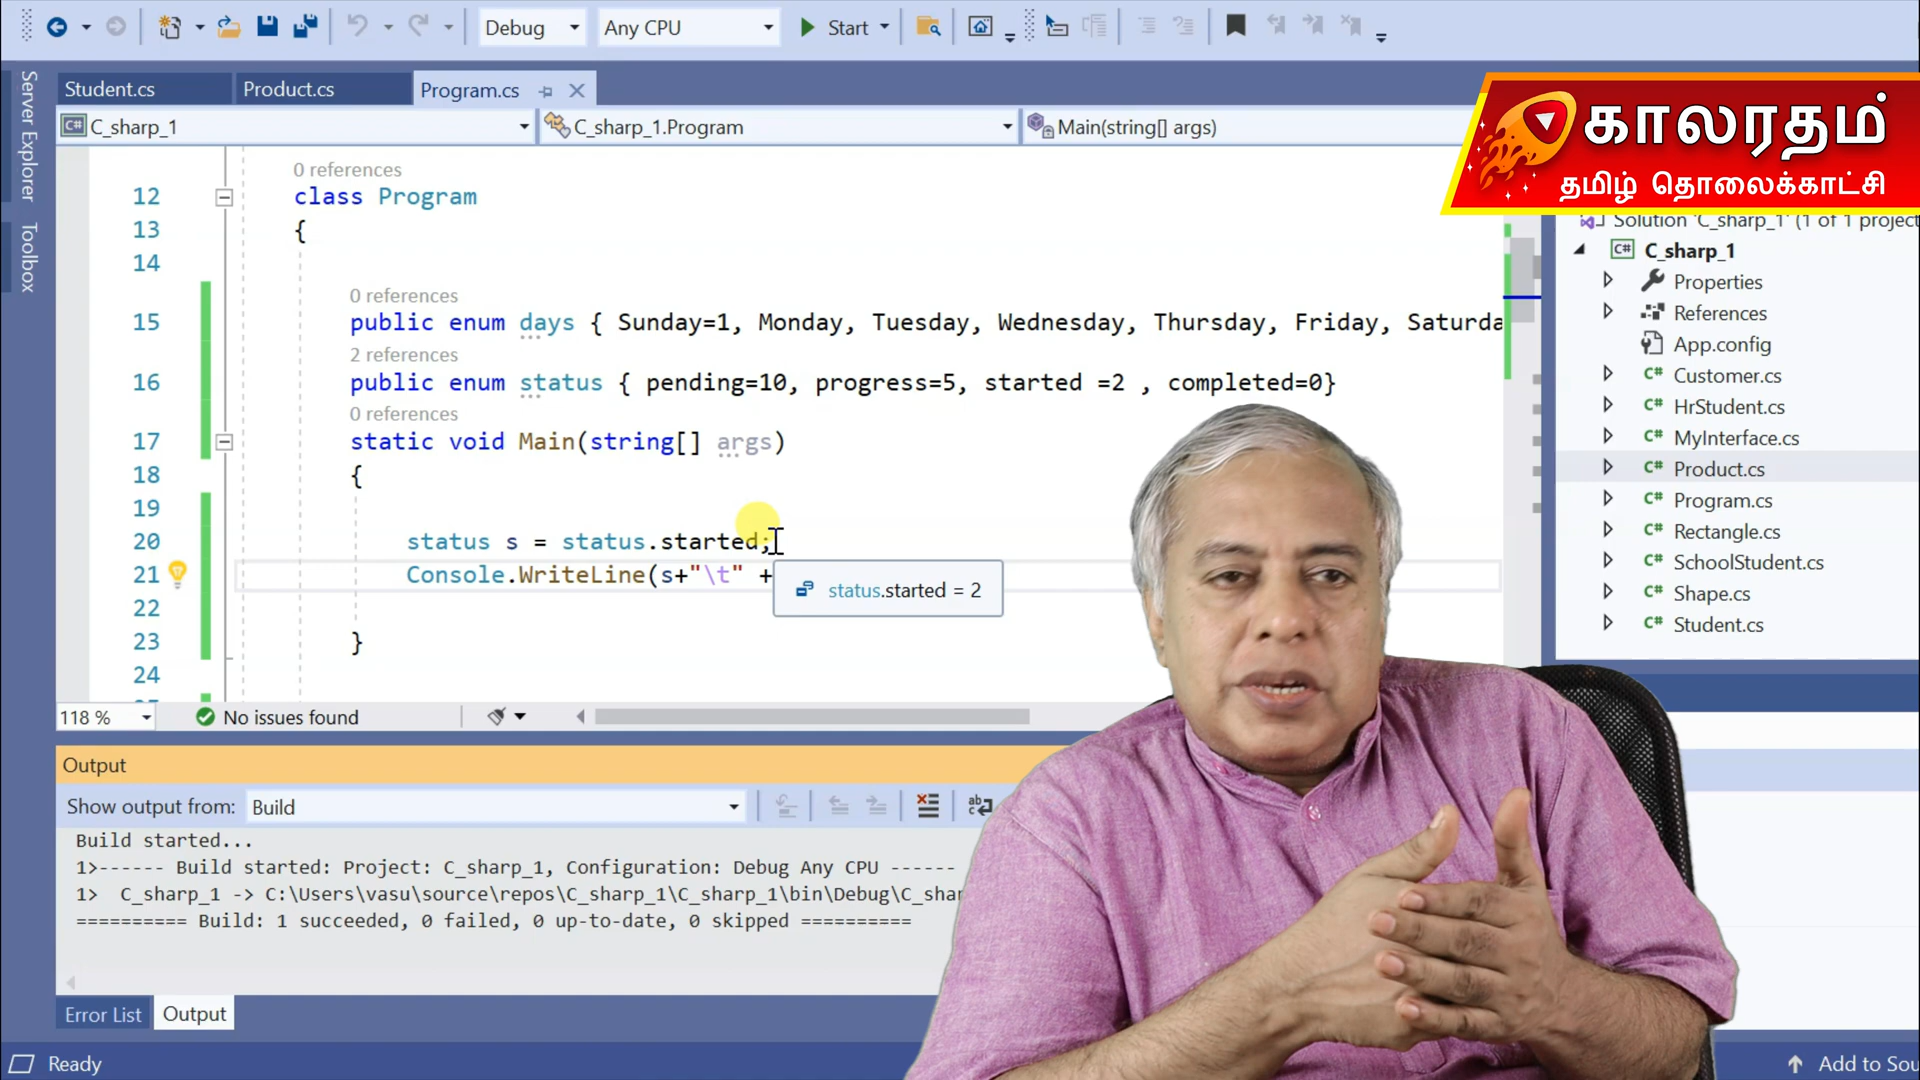 Debug
Any CPU
Start
Student.cs
Product.cs
Program.cs
காலரதம்
தமிழ் தொலைக்காட்சி
Server Explorer
Toolbox
C_sharp_1
C_sharp_1.Program
Main(string[] args)
0 references
12 class Program
13 {
14
0 references
15 public enum days { Sunday=1, Monday, Tuesday, Wednesday, Thursday, Friday, Saturda
2 references
16 public enum status { pending=10, progress=5, started =2 , completed=0}
0 references
17 static void Main(string[] args)
18 {
19
20 status s = status.started;
21 Console.WriteLine(s+"\t" +
status.started = 2
22
23 }
24
118 %
No issues found
Solution 'C_sharp_1' (1 of 1 project
C# C_sharp_1
Properties
References
App.config
C# Customer.cs
C# HrStudent.cs
C# MyInterface.cs
C# Product.cs
C# Program.cs
C# Rectangle.cs
C# SchoolStudent.cs
C# Shape.cs
C# Student.cs
Output
Show output from: Build
Build started...
1>------ Build started: Project: C_sharp_1, Configuration: Debug Any CPU ------
1> C_sharp_1 -> C:\Users\vasu\source\repos\C_sharp_1\C_sharp_1\bin\Debug\C_shar
========== Build: 1 succeeded, 0 failed, 0 up-to-date, 0 skipped ==========
Error List
Output
Ready
Add to Sou